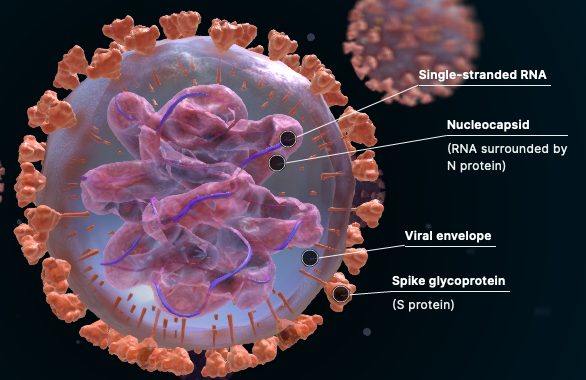 Single-stranded RNA
Nucleocapsid
(RNA surrounded by
N protein)
Viral envelope
Spike glycoprotein
(S protein)